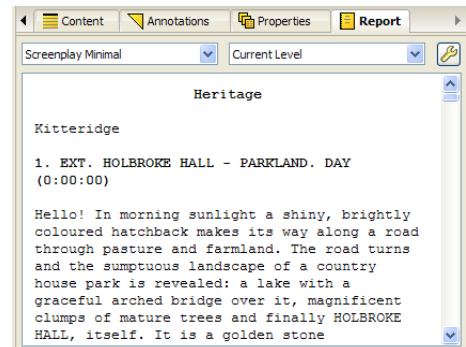 Content Annotations Properties Report
Screenplay Minimal Current Level
Heritage
Kitteridge
1. EXT. HOLBROKE HALL - PARKLAND. DAY
(0:00:00)
Hello! In morning sunlight a shiny, brightly
coloured hatchback makes its way along a road
through pasture and farmland. The road turns
and the sumptuous landscape of a country
house park is revealed: a lake with a
graceful arched bridge over it, magnificent
clumps of mature trees and finally HOLBROKE
HALL, itself. It is a golden stone